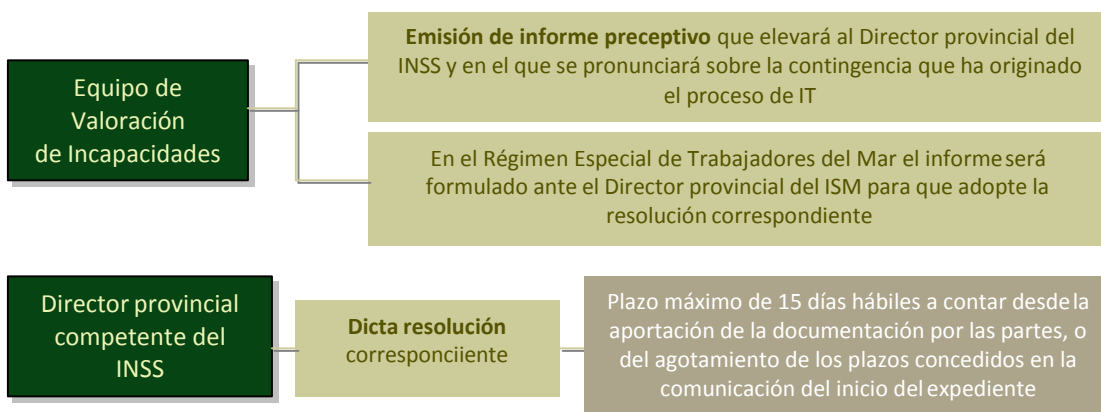 Equipo de
Valoración
de Incapacidades
Emisión de informe preceptivo que elevará al Director provincial del
INSS y en el que se pronunciará sobre la contingencia que ha originado
el proceso de IT
En el Régimen Especial de Trabajadores del Mar el informe será
formulado ante el Director provincial del ISM para que adopte la
resolución correspondiente
Director provincial
competente del
INSS
Dicta resolución
corresponciiente
Plazo máximo de 15 días hábiles a contar desde la
aportación de la documentación por las partes, o
del agotamiento de los plazos concedidos en la
comunicación del inicio del expediente